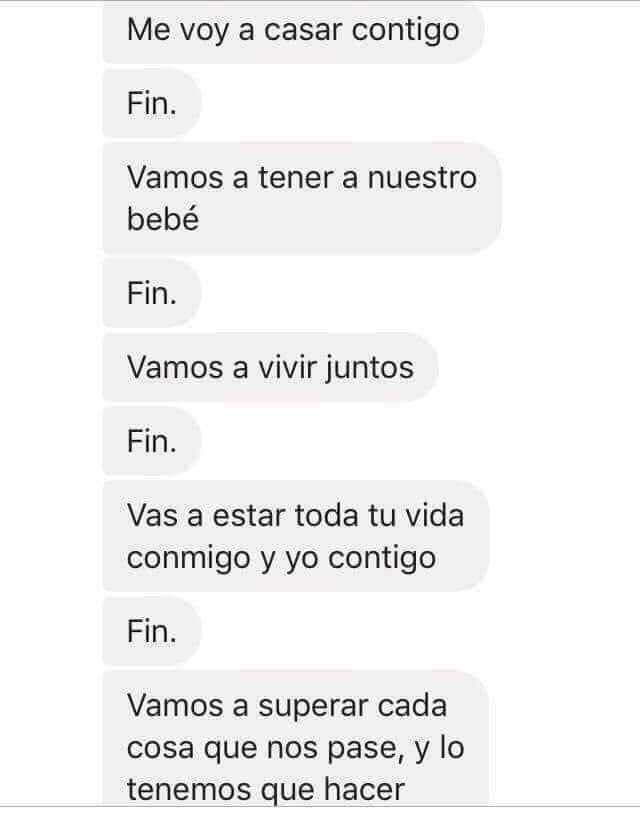 Me voy a casar contigo
Fin.
Vamos a tener a nuestro
bebé
Fin.
Vamos a vivir juntos
Fin.
Vas a estar toda tu vida
conmigo y yo contigo
Fin.
Vamos a superar cada
cosa que nos pase, y lo
tenemos que hacer